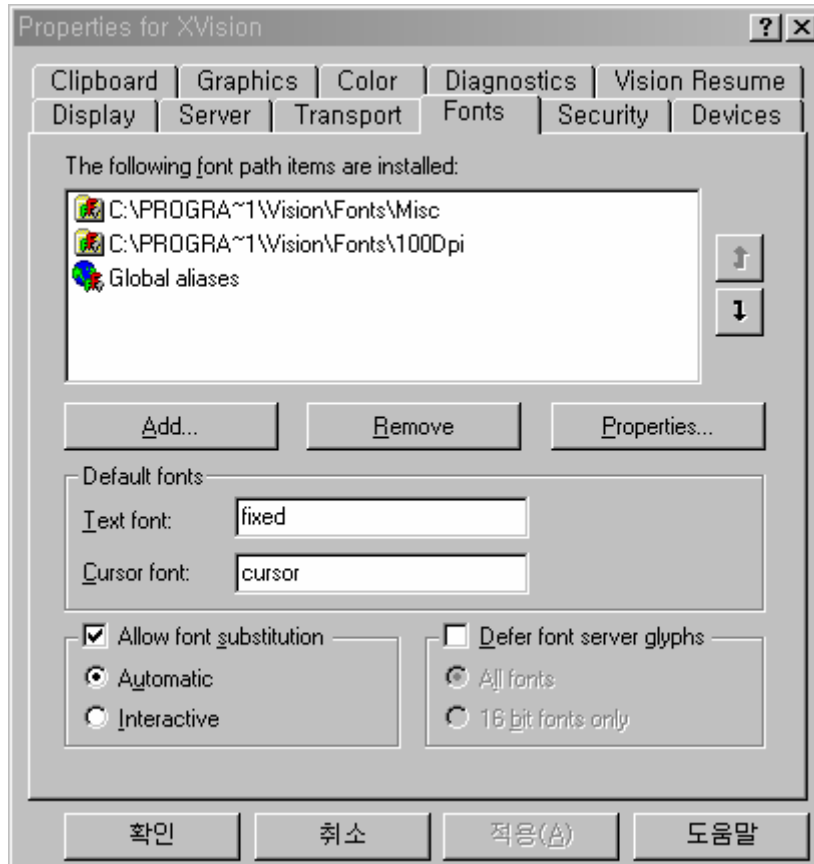 Properties for XVision
Clipboard Graphics Color Diagnostics Vision Resume
Display Server Transport Fonts Security Devices
The following font path items are installed:
C:\PROGRA~1\Vision\Fonts\Misc
C:\PROGRA~1\Vision\Fonts\100Dpi
Global aliases
Add... Remove Properties...
Default fonts
Text font: fixed
Cursor font: cursor
Allow font substitution Defer font server glyphs
Automatic All fonts
Interactive 16 bit fonts only
확인 취소 적용(A) 도움말